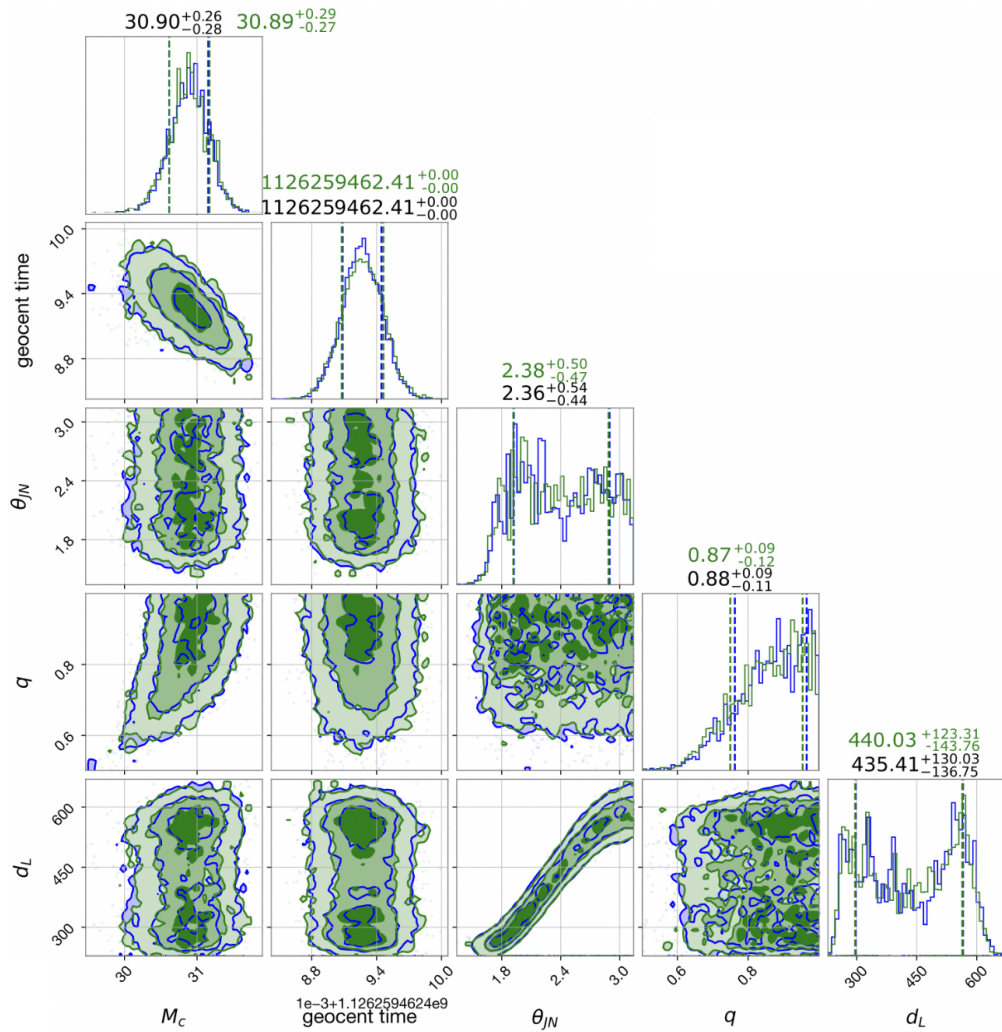 30.90+0.26−0.28 30.89+0.29-0.27
1126259462.41+0.00-0.00
1126259462.41+0.00−0.00
10.0
9.4
8.8
geocent time
2.38+0.50-0.47
2.36+0.54−0.44
3.0
2.4
1.8
θJN
0.87+0.09-0.12
0.88+0.09−0.11
0.8
0.6
q
440.03+123.31-143.76
435.41+130.03−136.75
600
450
300
dL
30 31 8.8 9.4 10.0 1.8 2.4 3.0 0.6 0.8 300 450 600
1e−3+1.1262594624e9
Mc geocent time θJN q dL